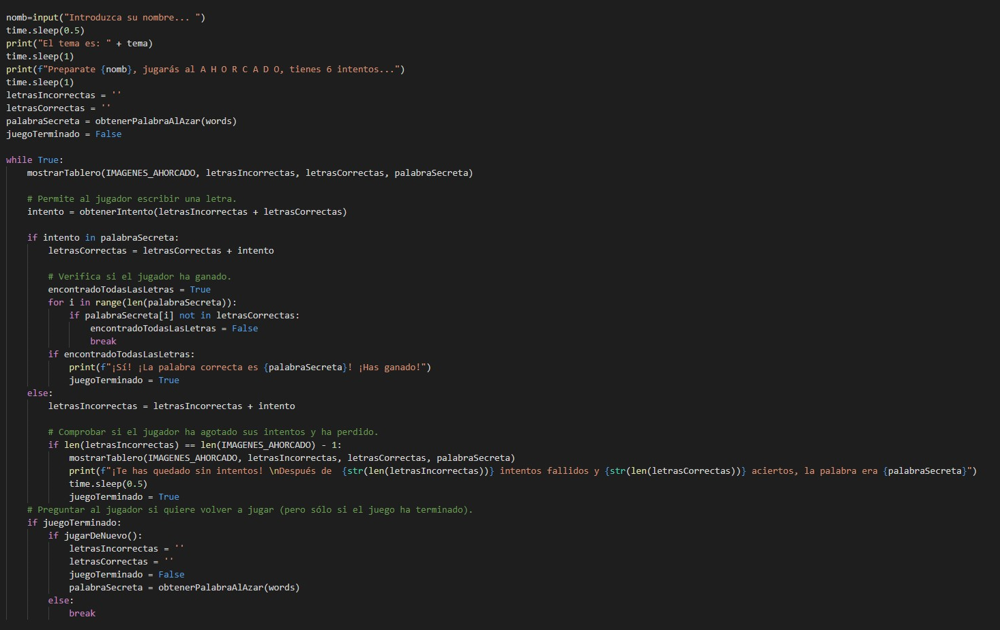 nomb=input("Introduzca su nombre... ")
time.sleep(0.5)
print("El tema es: " + tema)
time.sleep(1)
print(f"Preparate {nomb}, jugarás al A H O R C A D O, tienes 6 intentos...")
time.sleep(1)
letrasIncorrectas = ''
letrasCorrectas = ''
palabraSecreta = obtenerPalabraAlAzar(words)
juegoTerminado = False

while True:
    mostrarTablero(IMAGENES_AHORCADO, letrasIncorrectas, letrasCorrectas, palabraSecreta)

    # Permite al jugador escribir una letra.
    intento = obtenerIntento(letrasIncorrectas + letrasCorrectas)

    if intento in palabraSecreta:
        letrasCorrectas = letrasCorrectas + intento

        # Verifica si el jugador ha ganado.
        encontradoTodasLasLetras = True
        for i in range(len(palabraSecreta)):
            if palabraSecreta[i] not in letrasCorrectas:
                encontradoTodasLasLetras = False
                break
        if encontradoTodasLasLetras:
            print(f"¡Sí! ¡La palabra correcta es {palabraSecreta}! ¡Has ganado!")
            juegoTerminado = True
    else:
        letrasIncorrectas = letrasIncorrectas + intento

        # Comprobar si el jugador ha agotado sus intentos y ha perdido.
        if len(letrasIncorrectas) == len(IMAGENES_AHORCADO) - 1:
            mostrarTablero(IMAGENES_AHORCADO, letrasIncorrectas, letrasCorrectas, palabraSecreta)
            print(f"¡Te has quedado sin intentos! \nDespués de  {str(len(letrasIncorrectas))} intentos fallidos y {str(len(letrasCorrectas))} aciertos, la palabra era {palabraSecreta}")
            time.sleep(0.5)
            juegoTerminado = True
    # Preguntar al jugador si quiere volver a jugar (pero sólo si el juego ha terminado).
    if juegoTerminado:
        if jugarDeNuevo():
            letrasIncorrectas = ''
            letrasCorrectas = ''
            juegoTerminado = False
            palabraSecreta = obtenerPalabraAlAzar(words)
        else:
            break